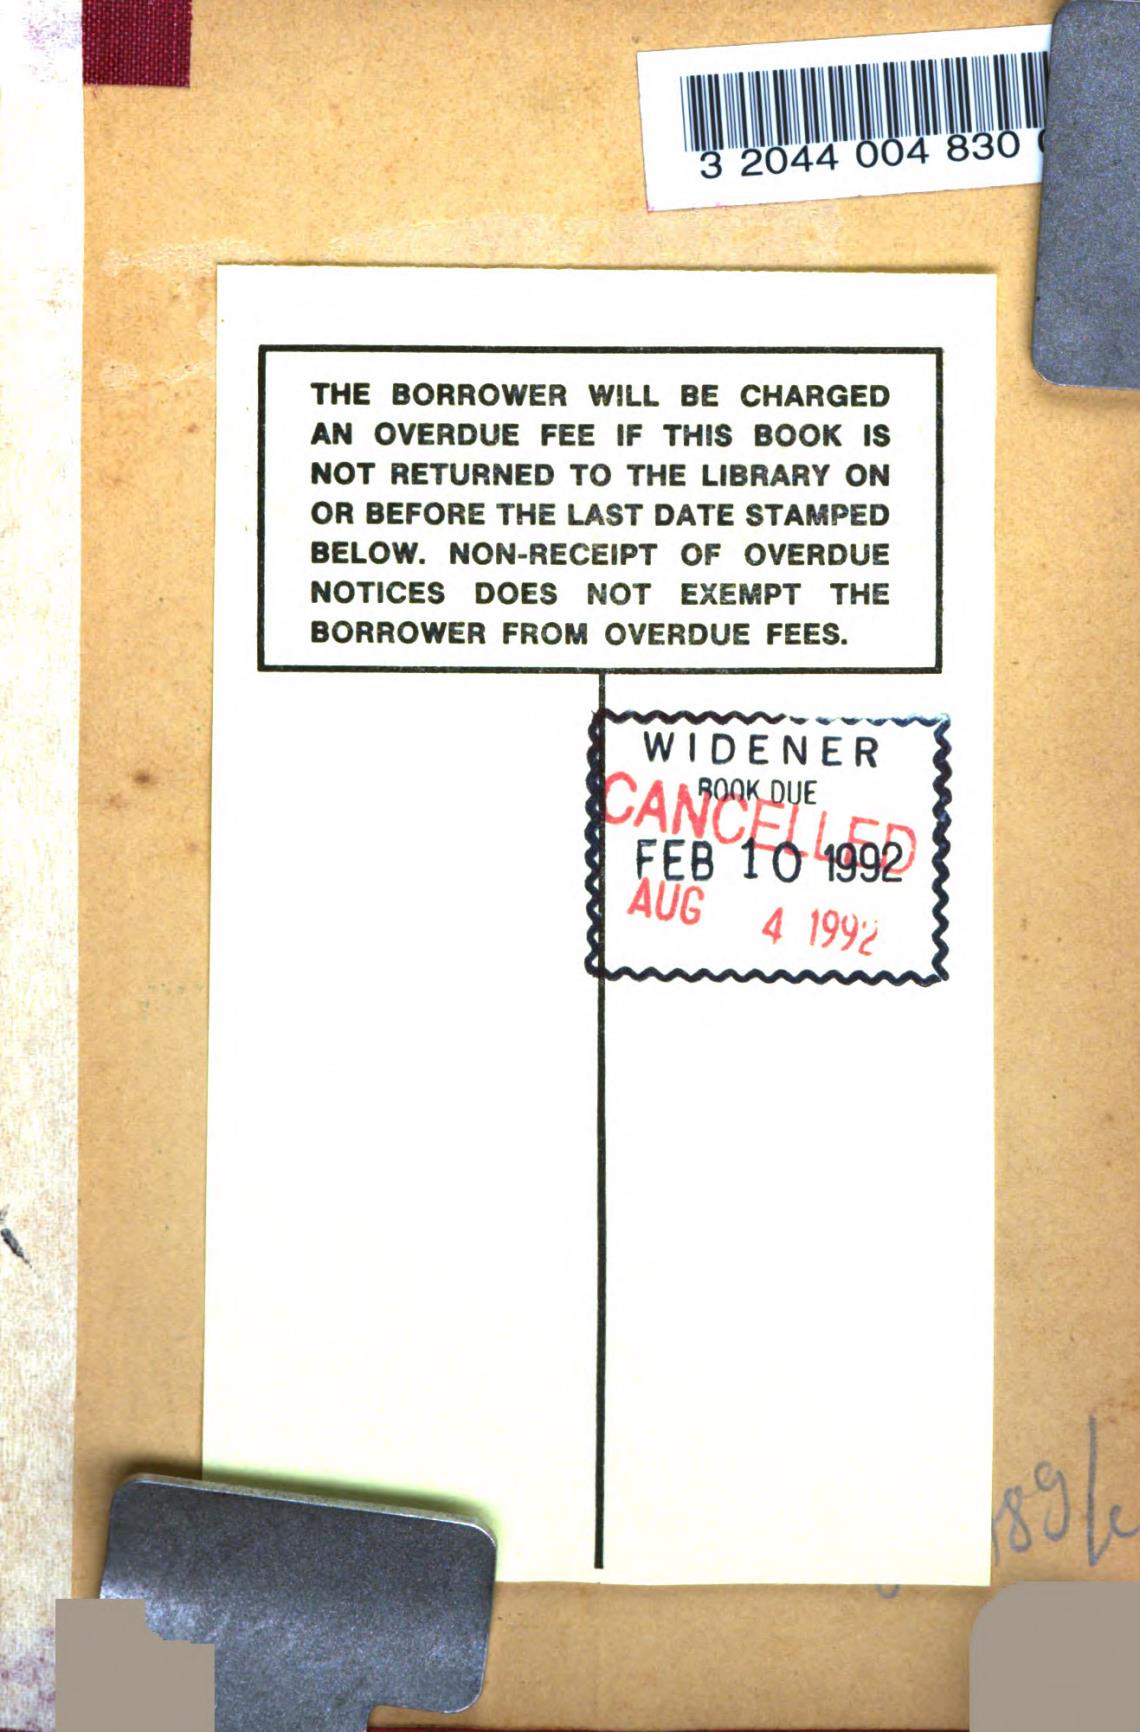 3 2044 004 830
THE BORROWER WILL BE CHARGED
AN OVERDUE FEE IF THIS BOOK IS
NOT RETURNED TO THE LIBRARY ON
OR BEFORE THE LAST DATE STAMPED
BELOW. NON-RECEIPT OF OVERDUE
NOTICES DOES NOT EXEMPT THE
BORROWER FROM OVERDUE FEES.
WIDENER
BOOK DUE
CANCELLED
FEB 10 1992
AUG 4 1992